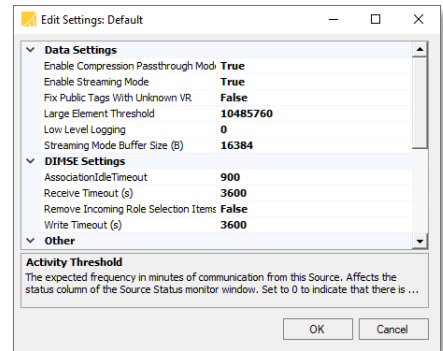 Edit Settings: Default
Data Settings
Enable Compression Passthrough Mode True
Enable Streaming Mode True
Fix Public Tags With Unknown VR False
Large Element Threshold 10485760
Low Level Logging 0
Streaming Mode Buffer Size (B) 16384
DIMSE Settings
AssociationIdleTimeout 900
Receive Timeout (s) 3600
Remove Incoming Role Selection Items False
Write Timeout (s) 3600
Other
Activity Threshold
The expected frequency in minutes of communication from this Source. Affects the
status column of the Source Status monitor window. Set to 0 to indicate that there is ...
OK Cancel